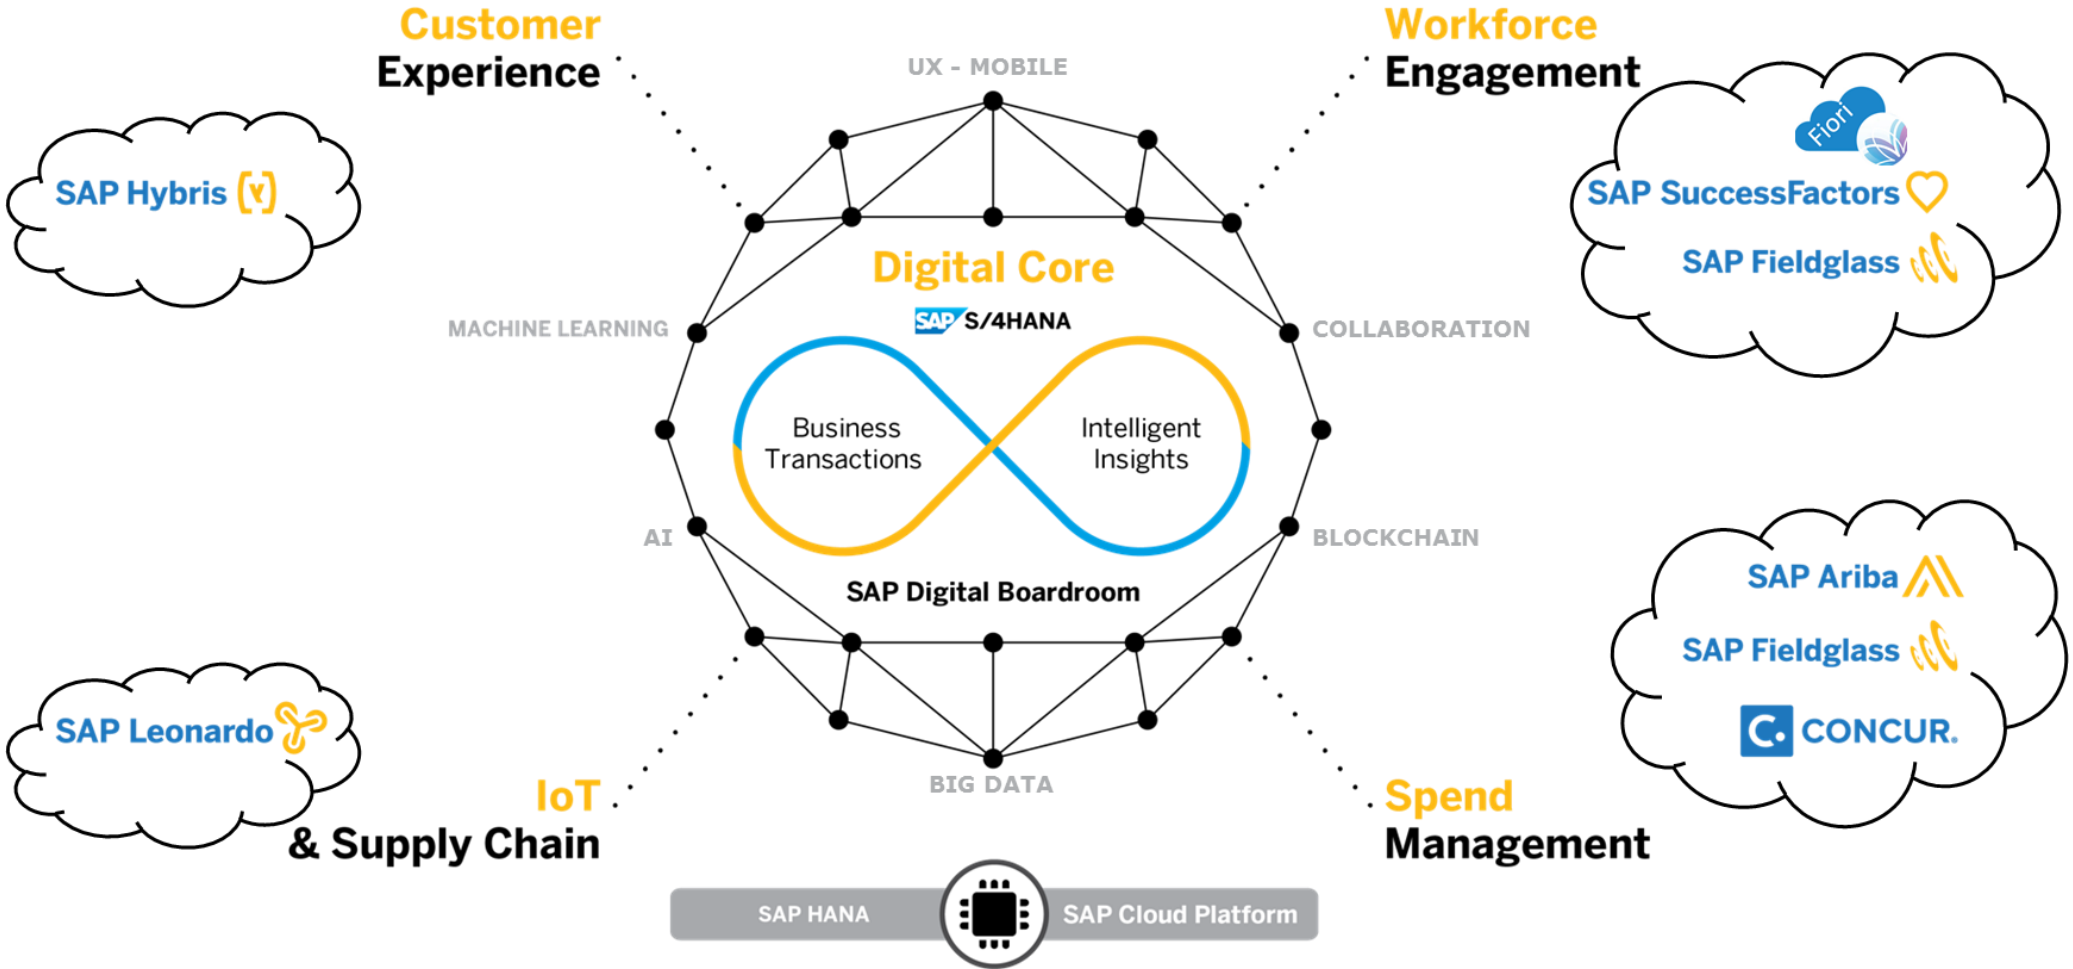 Customer
Experience
UX - MOBILE
Workforce
Engagement
Fiori
SAP Hybris
SAP SuccessFactors
SAP Fieldglass
Digital Core
SAP S/4HANA
MACHINE LEARNING
COLLABORATION
Business
Transactions
Intelligent
Insights
AI
BLOCKCHAIN
SAP Digital Boardroom
SAP Ariba
SAP Fieldglass
C. CONCUR.
SAP Leonardo
IoT
& Supply Chain
BIG DATA
Spend
Management
SAP HANA
SAP Cloud Platform